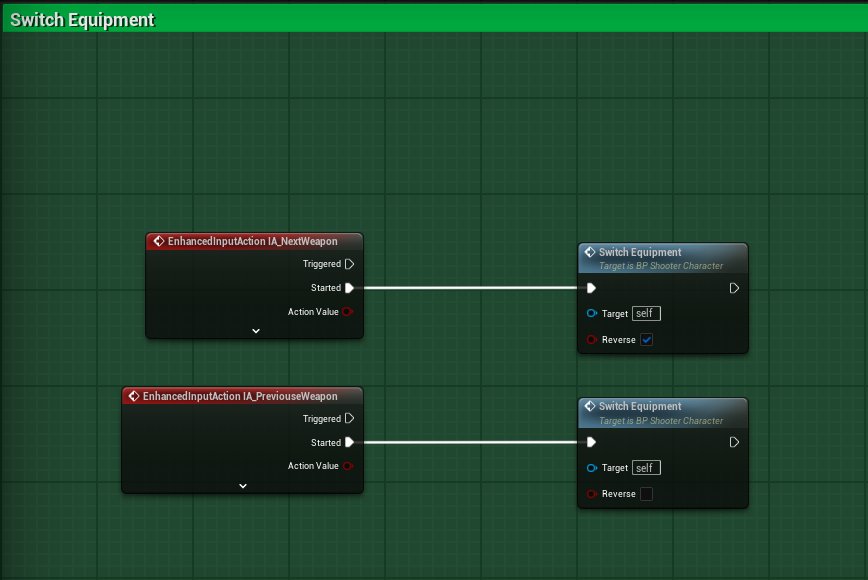 Switch Equipment
EnhancedInputAction IA_NextWeapon
Triggered
Started
Action Value
Switch Equipment
Target is BP Shooter Character
Target self
Reverse
EnhancedInputAction IA_PreviouseWeapon
Triggered
Started
Action Value
Switch Equipment
Target is BP Shooter Character
Target self
Reverse